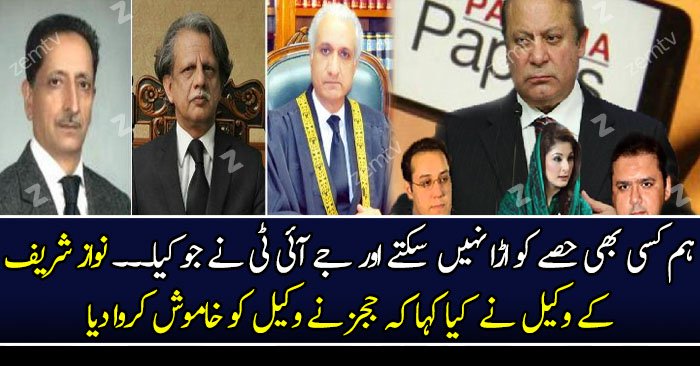 PANAMA
Papers
zemtv
ہم کسی بھی حصے کو اڑا نہیں سکتے اور جے آئی ٹی نے جو کیا۔۔۔ نواز شریف
کے وکیل نے کیا کہا کہ ججز نے وکیل کو خاموش کروا دیا